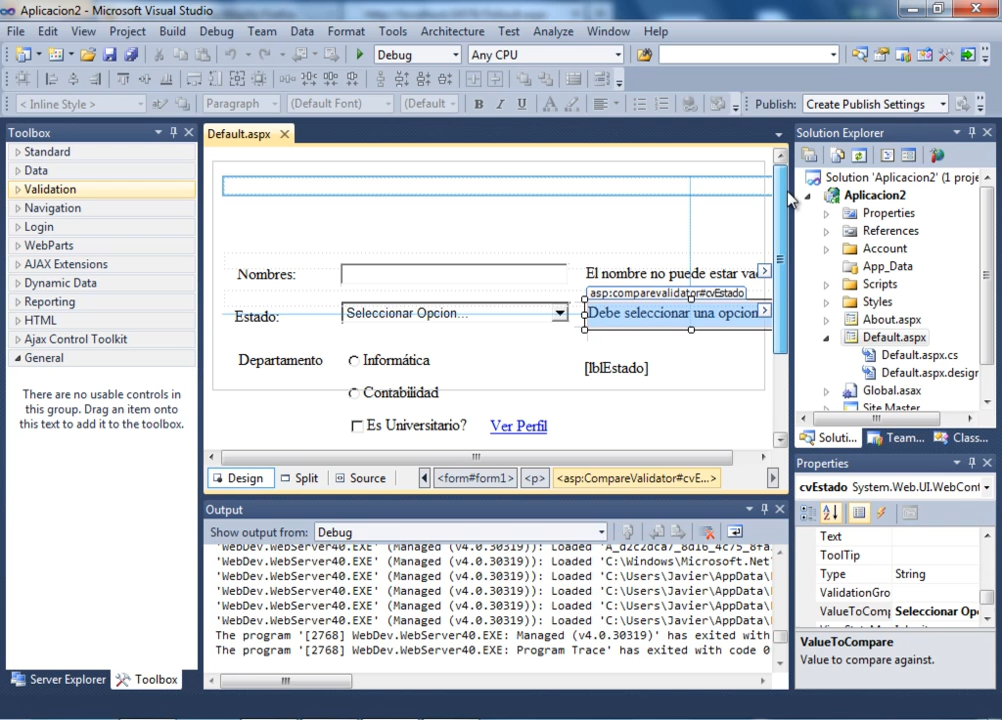 Aplicacion2 - Microsoft Visual Studio
File Edit View Project Build Debug Team Data Format Tools Architecture Test Analyze Window Help
Debug Any CPU
< Inline Style > Paragraph (Default Font) (Default B I U A Publish: Create Publish Settings
Toolbox
Standard
Data
Validation
Navigation
Login
WebParts
AJAX Extensions
Dynamic Data
Reporting
HTML
Ajax Control Toolkit
General
There are no usable controls in
this group. Drag an item onto
this text to add it to the toolbox.
Server Explorer Toolbox
Default.aspx
Nombres: El nombre no puede estar va
asp:comparevalidator#cvEstado
Estado: Seleccionar Opcion... Debe seleccionar una opcion
Departamento Informática [lblEstado]
Contabilidad
Es Universitario? Ver Perfil
Design Split Source <form#form1> <p> <asp:CompareValidator#cvE...>
Output
Show output from: Debug
'WebDev.WebServer40.EXE' (Managed (v4.0.30319)): Loaded
'WebDev.WebServer40.EXE' (Managed (v4.0.30319)): Loaded 'C:\Windows\Microsoft.Net
'WebDev.WebServer40.EXE' (Managed (v4.0.30319)): Loaded 'C:\Users\Javier\AppData\
'WebDev.WebServer40.EXE' (Managed (v4.0.30319)): Loaded 'C:\Users\Javier\AppData\
'WebDev.WebServer40.EXE' (Managed (v4.0.30319)): Loaded 'C:\Users\Javier\AppData\
'WebDev.WebServer40.EXE' (Managed (v4.0.30319)): Loaded 'C:\Users\Javier\AppData\
The program '[2768] WebDev.WebServer40.EXE: Managed (v4.0.30319)' has exited with
The program '[2768] WebDev.WebServer40.EXE: Program Trace' has exited with code 0
Solution Explorer
Solution 'Aplicacion2' (1 proje
Aplicacion2
Properties
References
Account
App_Data
Scripts
Styles
About.aspx
Default.aspx
Default.aspx.cs
Default.aspx.design
Global.asax
Site.Master
Soluti... Team... Class...
Properties
cvEstado System.Web.UI.WebCont
Text
ToolTip
Type String
ValidationGro
ValueToComp Seleccionar Op
ValueToCompare
Value to compare against.